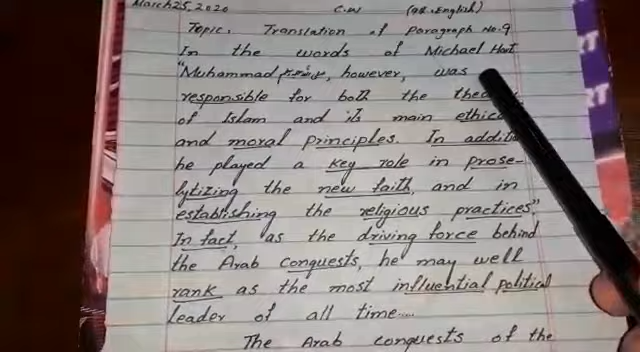 March 25, 2020 C.W (9th English)
Topic: Translation of Paragraph No. 9
In the words of Michael Hart
"Muhammad however, was
responsible for both the
of Islam and its main
and moral principles. In
he played a key role in prose-
lytizing the new faith, and in
establishing the religious practices".
In fact, as the driving force behind
the Arab conquests, he may well
rank as the most influential political
leader of all time....
The Arab conquests of the